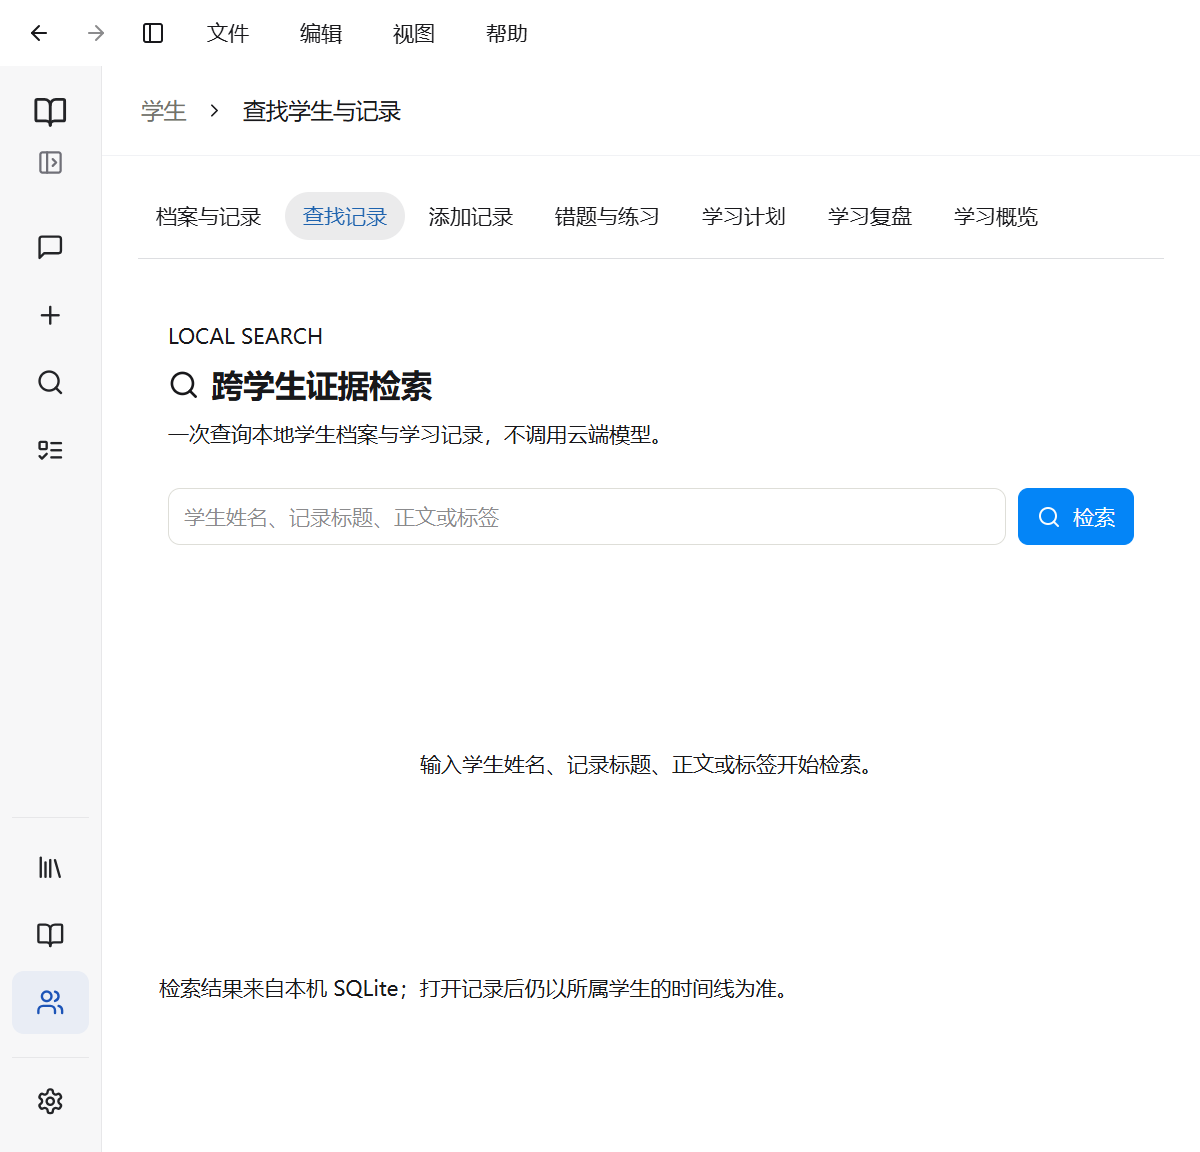 文件 编辑 视图 帮助
学生 > 查找学生与记录
档案与记录 查找记录 添加记录 错题与练习 学习计划 学习复盘 学习概览
LOCAL SEARCH
跨学生证据检索
一次查询本地学生档案与学习记录，不调用云端模型。
学生姓名、记录标题、正文或标签 检索
输入学生姓名、记录标题、正文或标签开始检索。
检索结果来自本机 SQLite；打开记录后仍以所属学生的时间线为准。